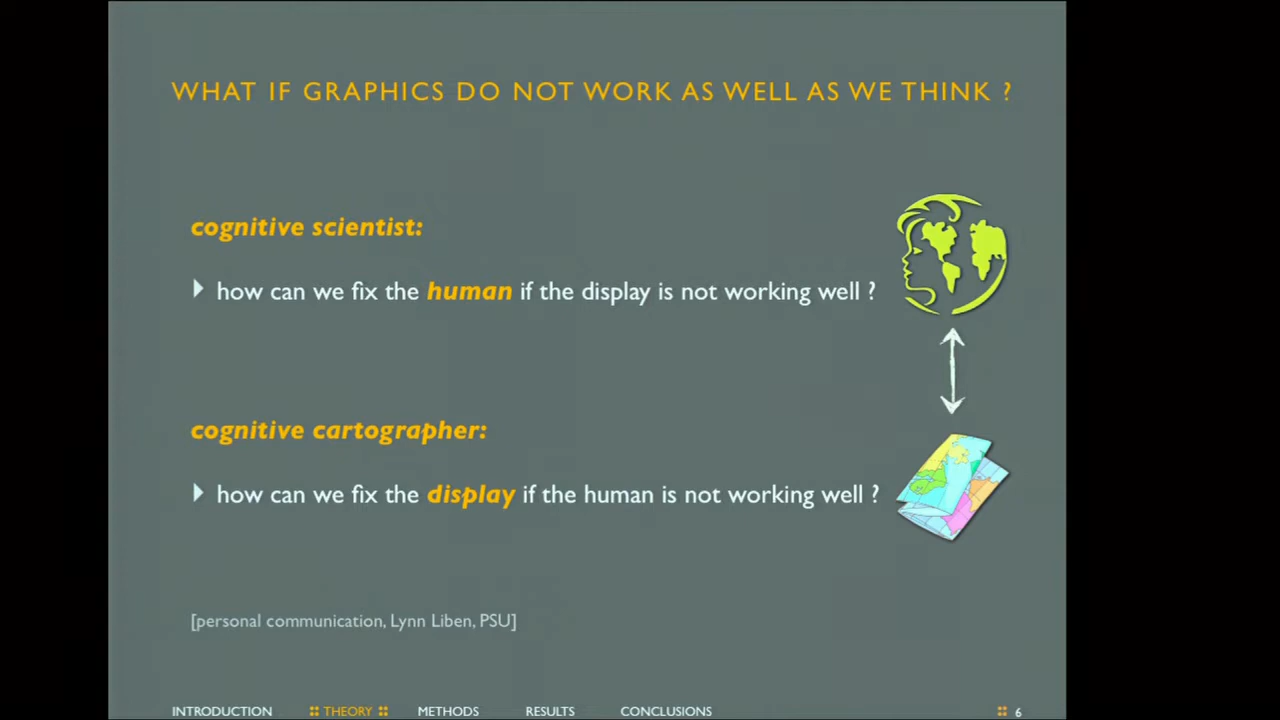 WHAT IF GRAPHICS DO NOT WORK AS WELL AS WE THINK ?
cognitive scientist:
how can we fix the human if the display is not working well ?
cognitive cartographer:
how can we fix the display if the human is not working well ?
[personal communication, Lynn Liben, PSU]
INTRODUCTION THEORY METHODS RESULTS CONCLUSIONS 6